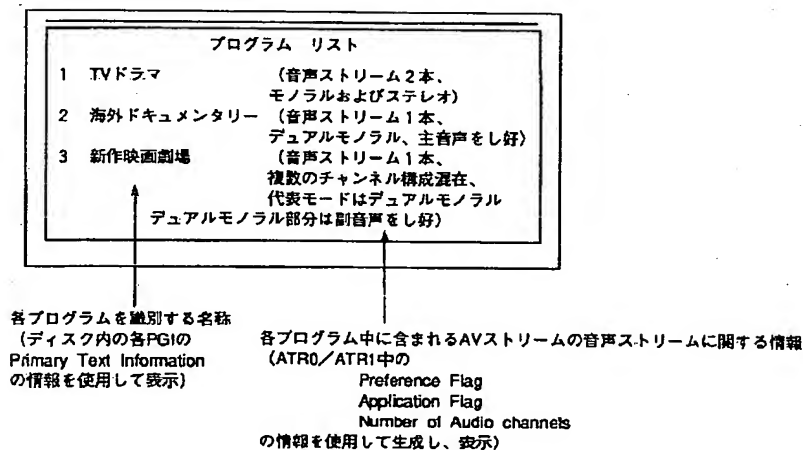 プログラム リスト
1 TVドラマ (音声ストリーム2本、
モノラルおよびステレオ)
2 海外ドキュメンタリー (音声ストリーム1本、
デュアルモノラル、主音声をし好)
3 新作映画劇場 (音声ストリーム1本、
複数のチャンネル構成混在、
代表モードはデュアルモノラル
デュアルモノラル部分は副音声をし好)
各プログラムを識別する名称
(ディスク内の各PGIの
Primary Text Information
の情報を使用して表示)
各プログラム中に含まれるAVストリームの音声ストリームに関する情報
(ATR0/ATR1中の
Preference Flag
Application Flag
Number of Audio channels
の情報を使用して生成し、表示)